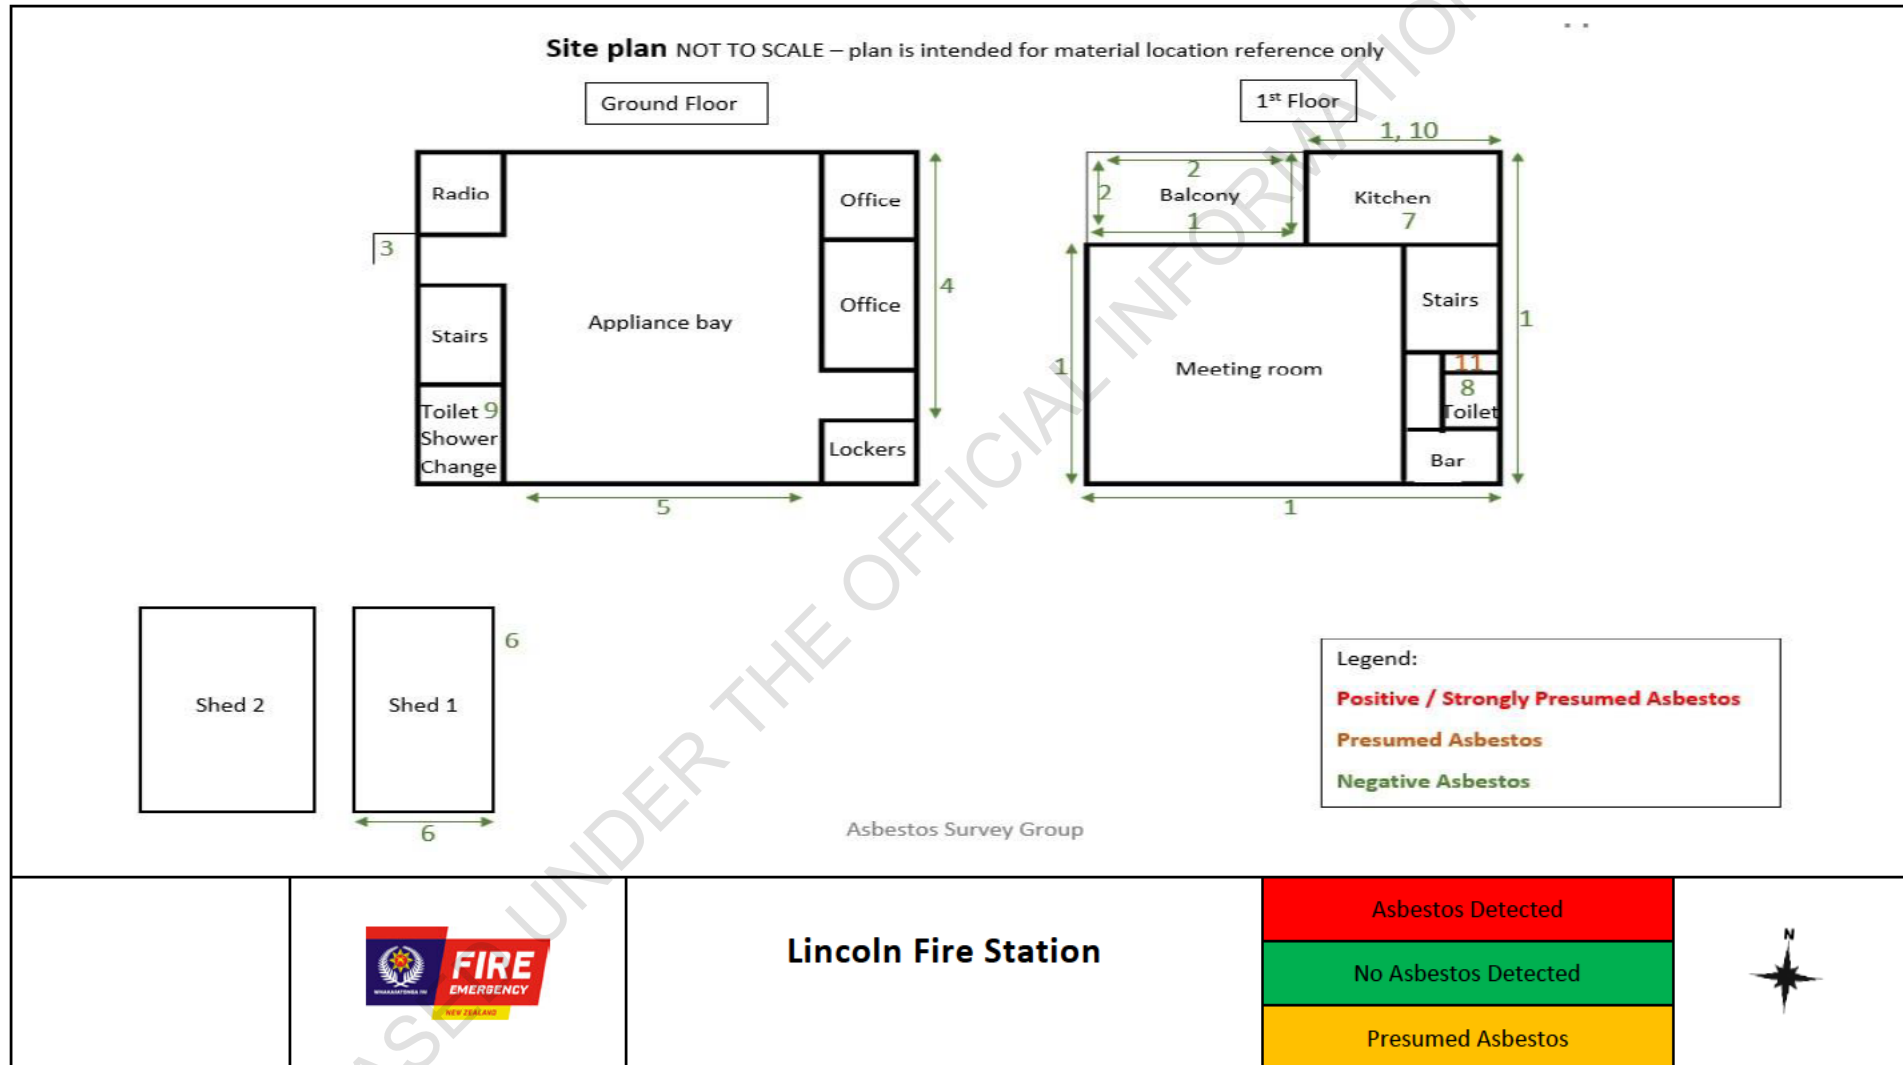 Site plan NOT TO SCALE – plan is intended for material location reference only
Ground Floor
1st Floor
1, 10
Radio
Office
2
2
Balcony
1
Kitchen
7
3
4
Office
Stairs
Appliance bay
Stairs
1
1
Meeting room
11
8
Toilet
Toilet 9
Shower
Change
Lockers
Bar
5
1
6
Shed 2
Shed 1
6
Legend:
Positive / Strongly Presumed Asbestos
Presumed Asbestos
Negative Asbestos
Asbestos Survey Group
FIRE
EMERGENCY
NEW ZEALAND
Lincoln Fire Station
Asbestos Detected
No Asbestos Detected
Presumed Asbestos
N
ASED UNDER THE OFFICIAL INFORMATION